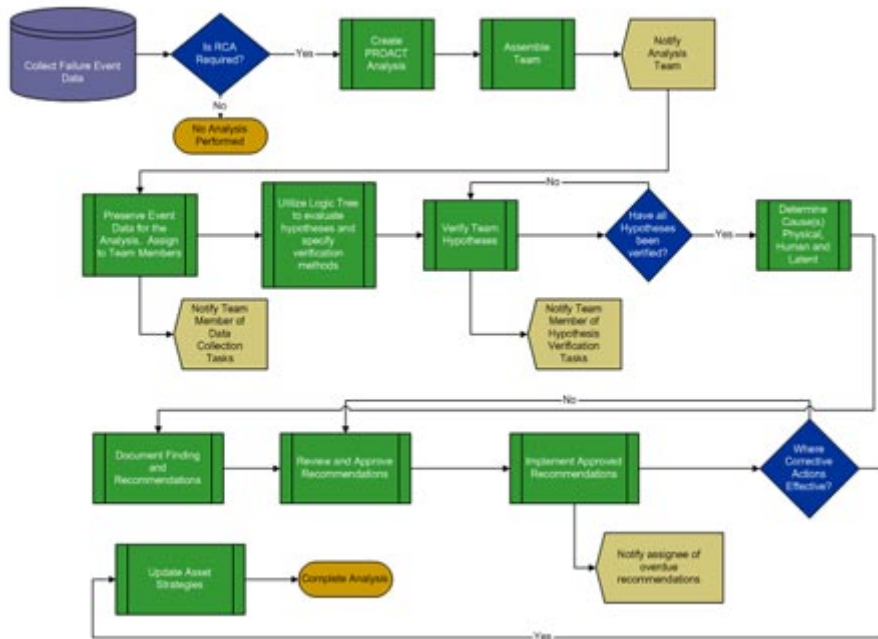 Collect Failure Event
Data
Is RCA
Required?
Yes
Create
PROACT
Analysis
Assemble
Team
Notify
Analysis
Team
No
No Analysis
Performed
Preserve Event
Data for the
Analysis. Assign
to Team Members
Utilize Logic Tree
to evaluate
hypotheses and
specify
verification
methods
Verify Team
Hypotheses
No
Have all
Hypotheses
been
verified?
Yes
Determine
Cause(s)
Physical,
Human and
Latent
Notify Team
Member of
Data
Collection
Tasks
Notify Team
Member of
Hypothesis
Verification
Tasks
Document Finding
and
Recommendations
Review and Approve
Recommendations
Implement Approved
Recommendations
No
Where
Corrective
Actions
Effective?
Notify assignee of
overdue
recommendations
Update Asset
Strategies
Complete Analysis
Yes